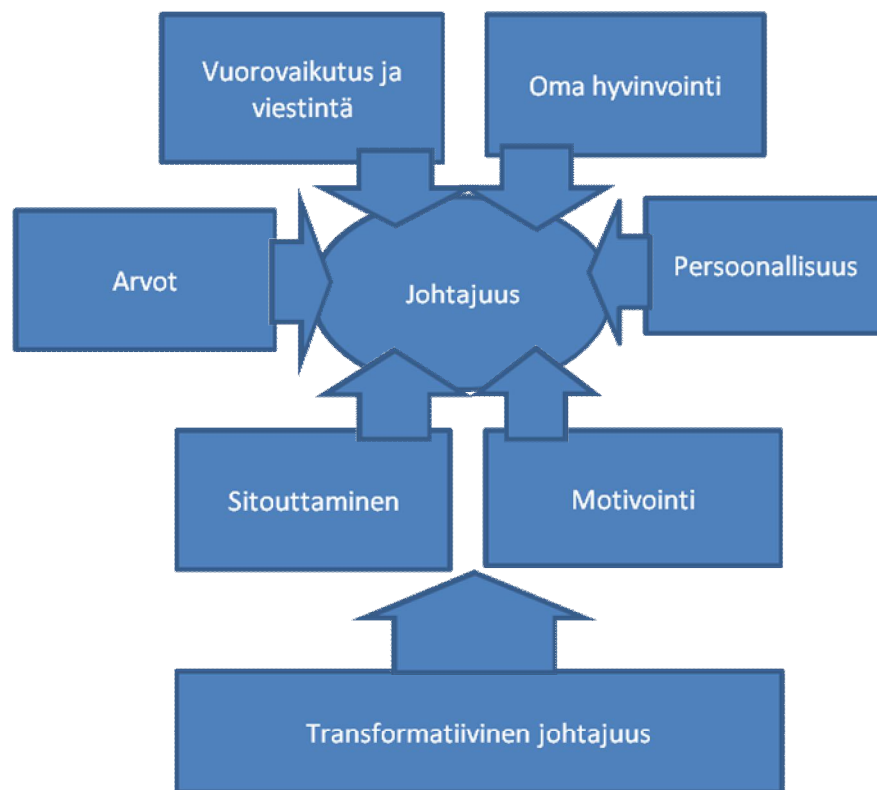 Vuorovaikutus ja
viestintä
Oma hyvinvointi
Arvot
Johtajuus
Persoonallisuus
Sitouttaminen
Motivointi
Transformatiivinen johtajuus